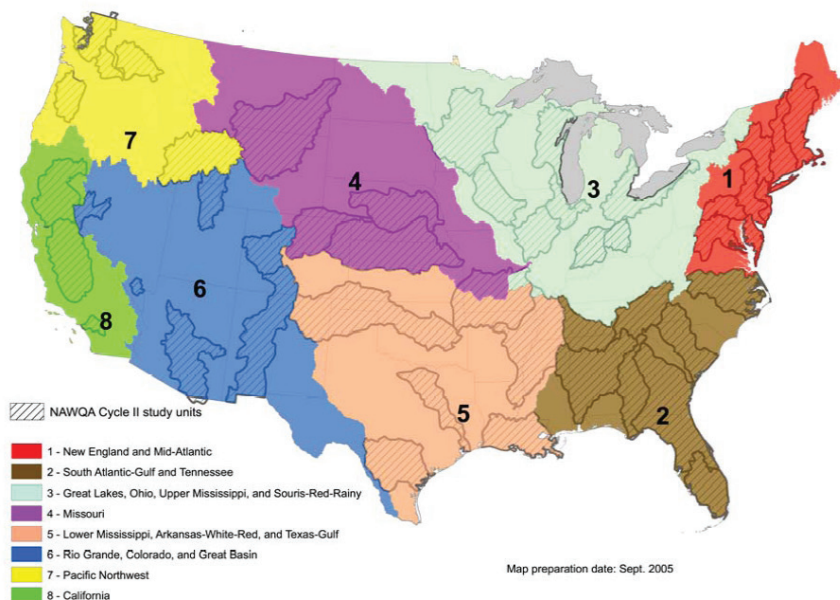 7
4
3
1
6
8
5
2
NAWQA Cycle II study units
1 - New England and Mid-Atlantic
2 - South Atlantic-Gulf and Tennessee
3 - Great Lakes, Ohio, Upper Mississippi, and Souris-Red-Rainy
4 - Missouri
5 - Lower Mississippi, Arkansas-White-Red, and Texas-Gulf
6 - Rio Grande, Colorado, and Great Basin
7 - Pacific Northwest
8 - California
Map preparation date: Sept. 2005